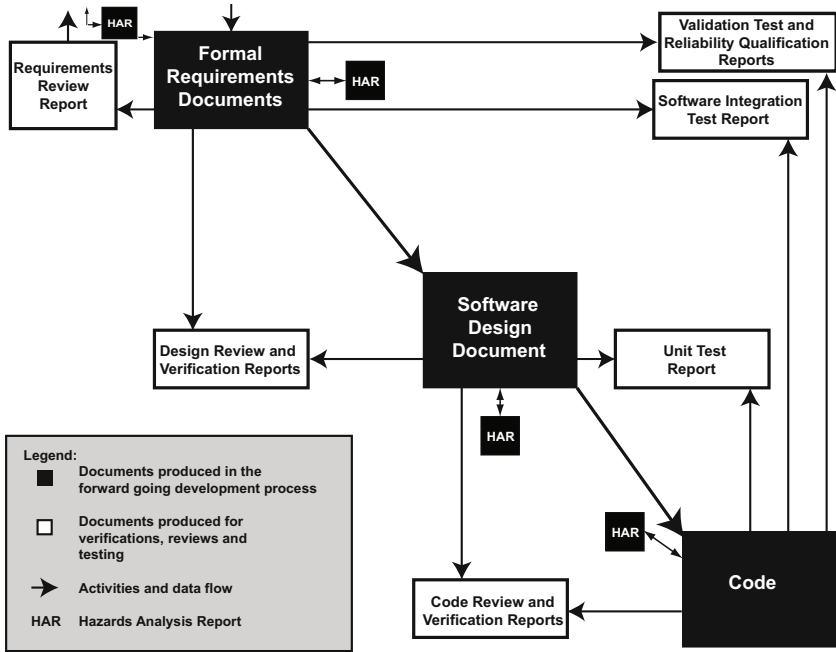 HAR
Formal
Requirements
Documents
Requirements
Review
Report
HAR
Validation Test and
Reliability Qualification
Reports
Software Integration
Test Report
Software
Design
Document
Design Review and
Verification Reports
Unit Test
Report
HAR
Legend:
Documents produced in the
forward going development process
Documents produced for
verifications, reviews and
testing
Activities and data flow
HAR Hazards Analysis Report
HAR
Code
Code Review and
Verification Reports